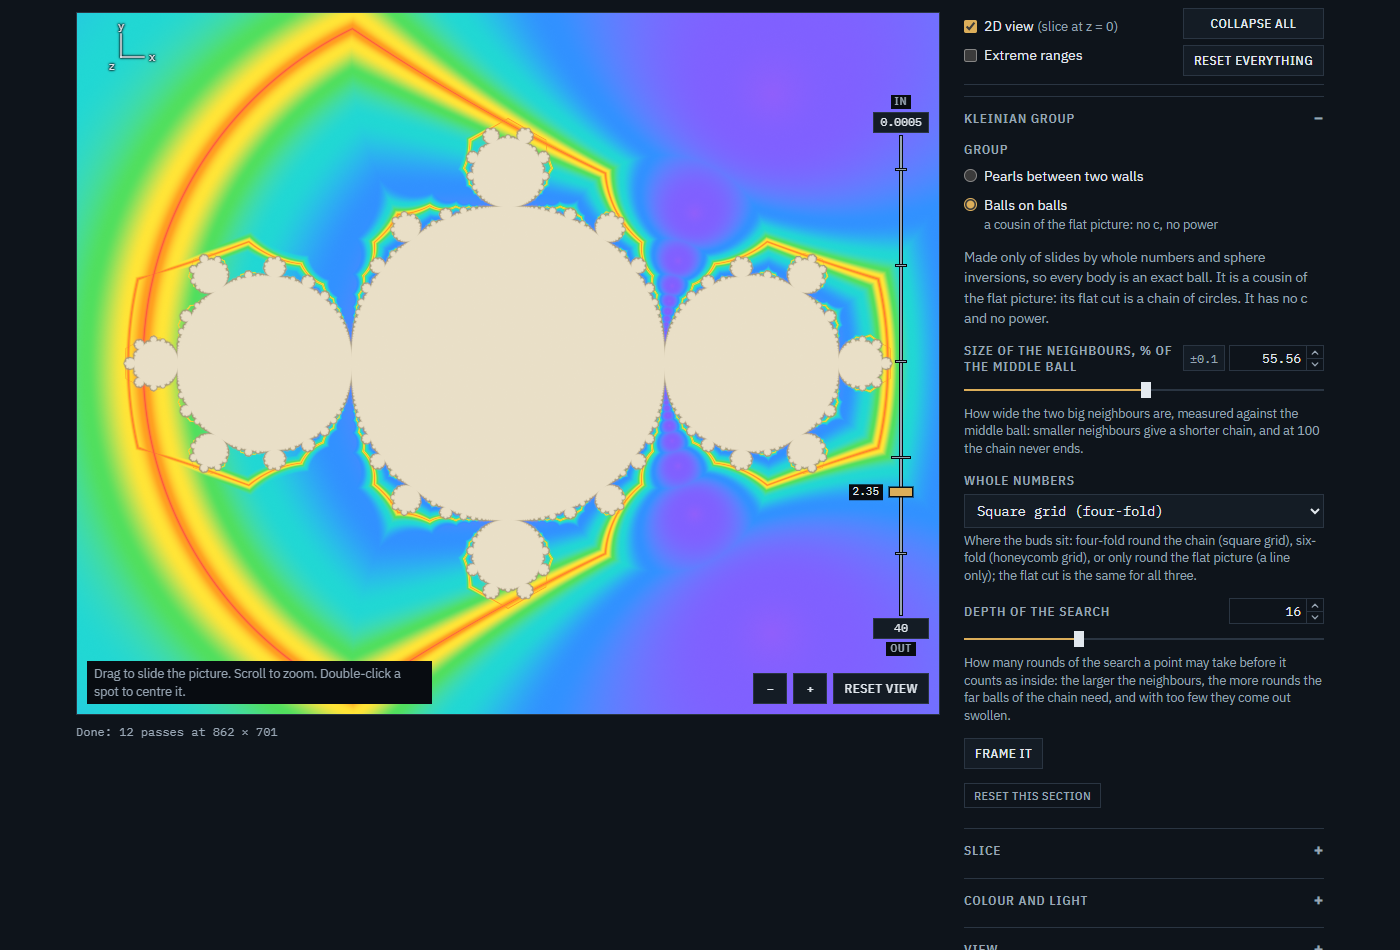 y
x
z
IN
0.0005
2.35
40
OUT
Drag to slide the picture. Scroll to zoom. Double-click a
spot to centre it.
−
+
RESET VIEW
Done: 12 passes at 862 × 701
2D view (slice at z = 0)
COLLAPSE ALL
Extreme ranges
RESET EVERYTHING
KLEINIAN GROUP
−
GROUP
Pearls between two walls
Balls on balls
a cousin of the flat picture: no c, no power
Made only of slides by whole numbers and sphere
inversions, so every body is an exact ball. It is a cousin of
the flat picture: its flat cut is a chain of circles. It has no c
and no power.
SIZE OF THE NEIGHBOURS, % OF
THE MIDDLE BALL
±0.1
55.56
How wide the two big neighbours are, measured against the
middle ball: smaller neighbours give a shorter chain, and at 100
the chain never ends.
WHOLE NUMBERS
Square grid (four-fold)
Where the buds sit: four-fold round the chain (square grid), six-
fold (honeycomb grid), or only round the flat picture (a line
only); the flat cut is the same for all three.
DEPTH OF THE SEARCH
16
How many rounds of the search a point may take before it
counts as inside: the larger the neighbours, the more rounds the
far balls of the chain need, and with too few they come out
swollen.
FRAME IT
RESET THIS SECTION
SLICE
+
COLOUR AND LIGHT
+
VIEW
+